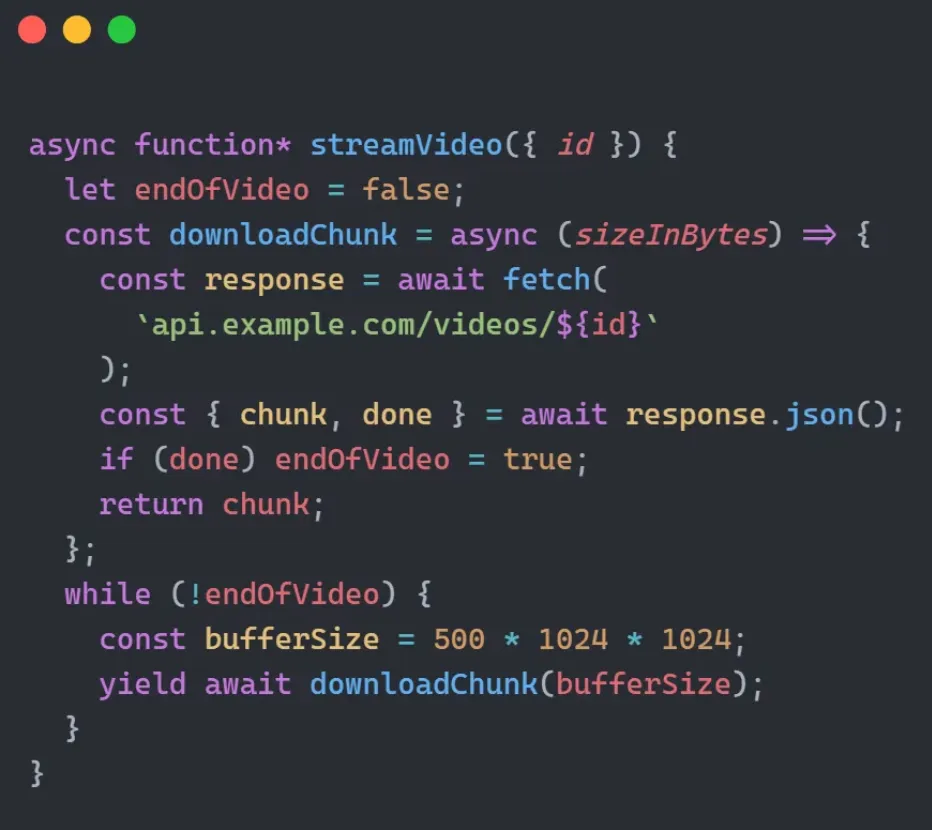 async function* streamVideo({ id }) {
  let endOfVideo = false;
  const downloadChunk = async (sizeInBytes) => {
    const response = await fetch(
      `api.example.com/videos/${id}`
    );
    const { chunk, done } = await response.json();
    if (done) endOfVideo = true;
    return chunk;
  };
  while (!endOfVideo) {
    const bufferSize = 500 * 1024 * 1024;
    yield await downloadChunk(bufferSize);
  }
}